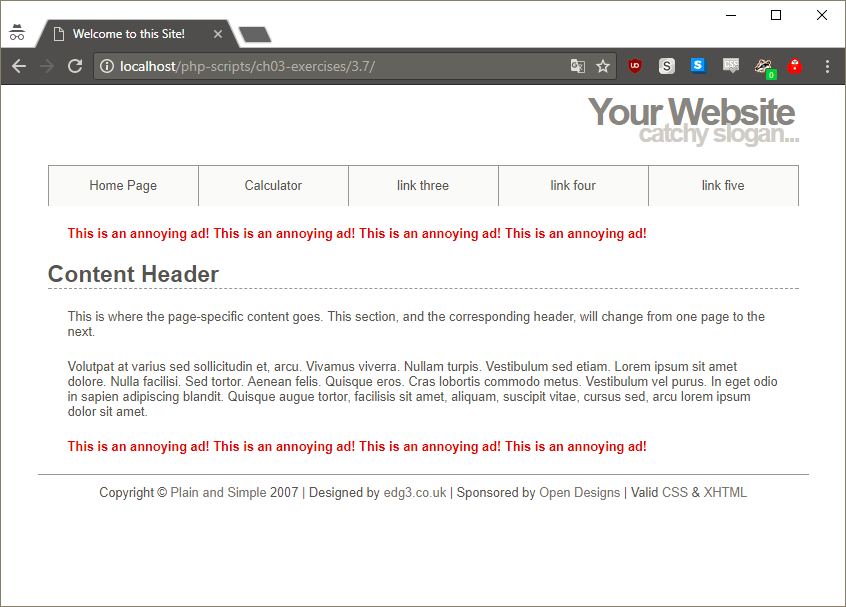 Welcome to this Site!
localhost/php-scripts/ch03-exercises/3.7/
UD
S
S
CSS
0
Your Website
catchy slogan...
Home Page
Calculator
link three
link four
link five
This is an annoying ad! This is an annoying ad! This is an annoying ad! This is an annoying ad!
Content Header
This is where the page-specific content goes. This section, and the corresponding header, will change from one page to the
next.
Volutpat at varius sed sollicitudin et, arcu. Vivamus viverra. Nullam turpis. Vestibulum sed etiam. Lorem ipsum sit amet
dolore. Nulla facilisi. Sed tortor. Aenean felis. Quisque eros. Cras lobortis commodo metus. Vestibulum vel purus. In eget odio
in sapien adipiscing blandit. Quisque augue tortor, facilisis sit amet, aliquam, suscipit vitae, cursus sed, arcu lorem ipsum
dolor sit amet.
This is an annoying ad! This is an annoying ad! This is an annoying ad! This is an annoying ad!
Copyright © Plain and Simple 2007 | Designed by edg3.co.uk | Sponsored by Open Designs | Valid CSS & XHTML